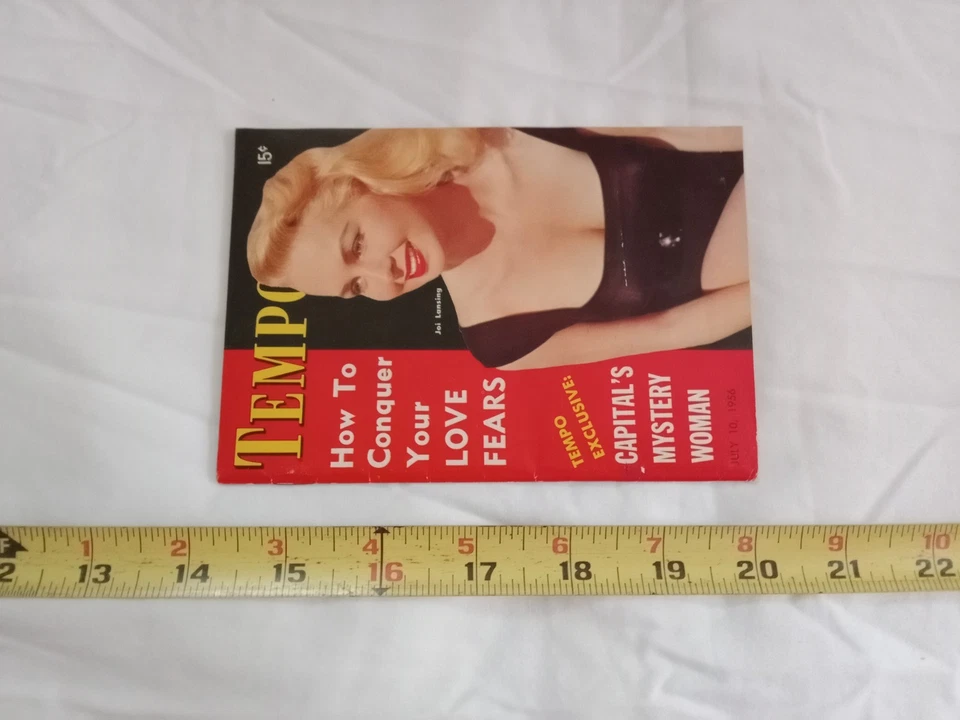 15¢
TEMPO
Joi Lansing
How To
Conquer
Your
LOVE
FEARS
TEMPO
EXCLUSIVE:
CAPITAL'S
MYSTERY
WOMAN
JULY 10, 1956
F 1 2 3 4 5 6 7 8 9 10
2 13 14 15 16 17 18 19 20 21 22